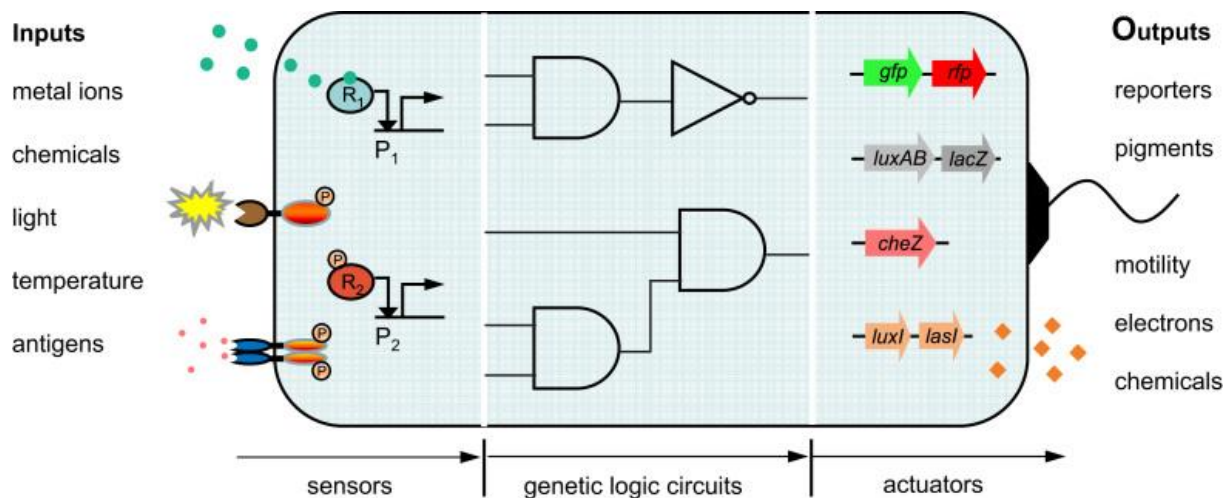 Inputs
metal ions
chemicals
light
temperature
antigens
R1
P1
P
P
R2
P2
P
P
gfp rfp
luxAB lacZ
cheZ
luxI lasI
Outputs
reporters
pigments
motility
electrons
chemicals
sensors genetic logic circuits actuators